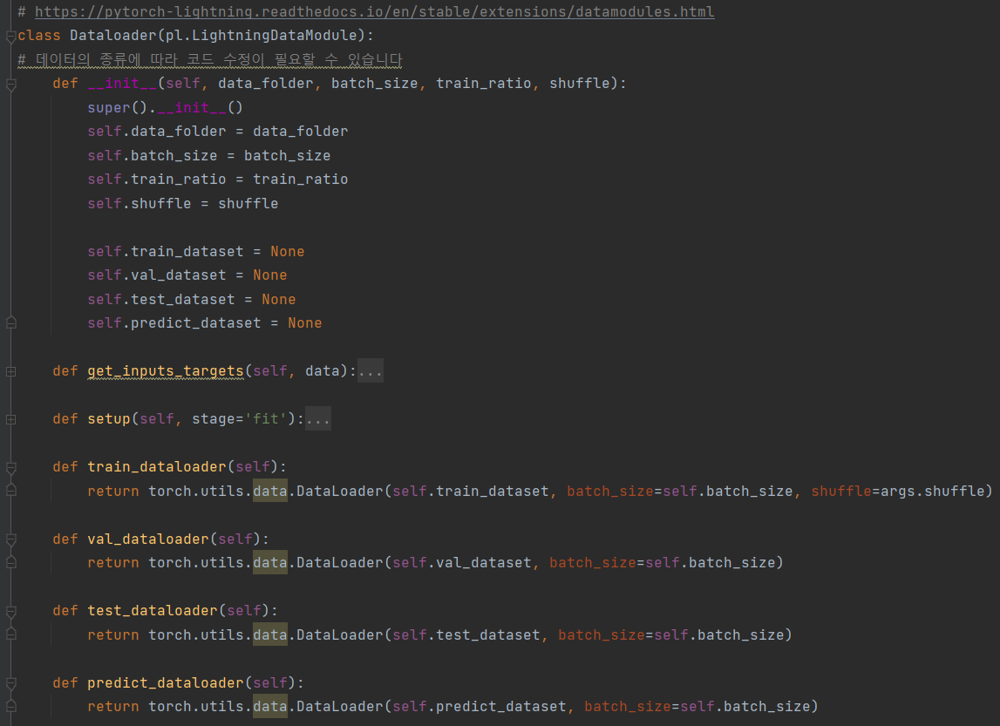 # https://pytorch-lightning.readthedocs.io/en/stable/extensions/datamodules.html
class Dataloader(pl.LightningDataModule):
# 데이터의 종류에 따라 코드 수정이 필요할 수 있습니다
    def __init__(self, data_folder, batch_size, train_ratio, shuffle):
        super().__init__()
        self.data_folder = data_folder
        self.batch_size = batch_size
        self.train_ratio = train_ratio
        self.shuffle = shuffle

        self.train_dataset = None
        self.val_dataset = None
        self.test_dataset = None
        self.predict_dataset = None

    def get_inputs_targets(self, data):...

    def setup(self, stage='fit'):...

    def train_dataloader(self):
        return torch.utils.data.DataLoader(self.train_dataset, batch_size=self.batch_size, shuffle=args.shuffle)

    def val_dataloader(self):
        return torch.utils.data.DataLoader(self.val_dataset, batch_size=self.batch_size)

    def test_dataloader(self):
        return torch.utils.data.DataLoader(self.test_dataset, batch_size=self.batch_size)

    def predict_dataloader(self):
        return torch.utils.data.DataLoader(self.predict_dataset, batch_size=self.batch_size)